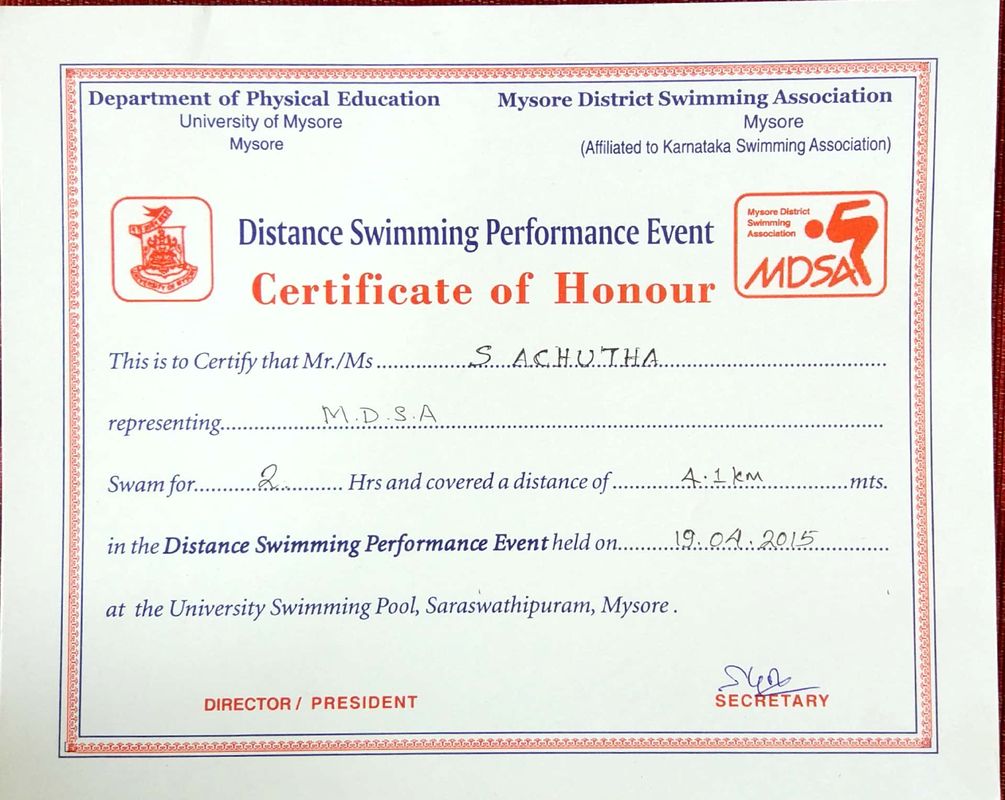 Department of Physical Education
University of Mysore
Mysore
Mysore District Swimming Association
Mysore
(Affiliated to Karnataka Swimming Association)
UNIVERSITY OF MYSORE
Distance Swimming Performance Event
Certificate of Honour
Mysore District
Swimming
Association
MDSA
This is to Certify that Mr./Ms S ACHUTHA
representing M.D.S.A
Swam for 2 Hrs and covered a distance of 4.1 km mts.
in the Distance Swimming Performance Event held on 19.04.2015
at the University Swimming Pool, Saraswathipuram, Mysore .
DIRECTOR / PRESIDENT
SECRETARY